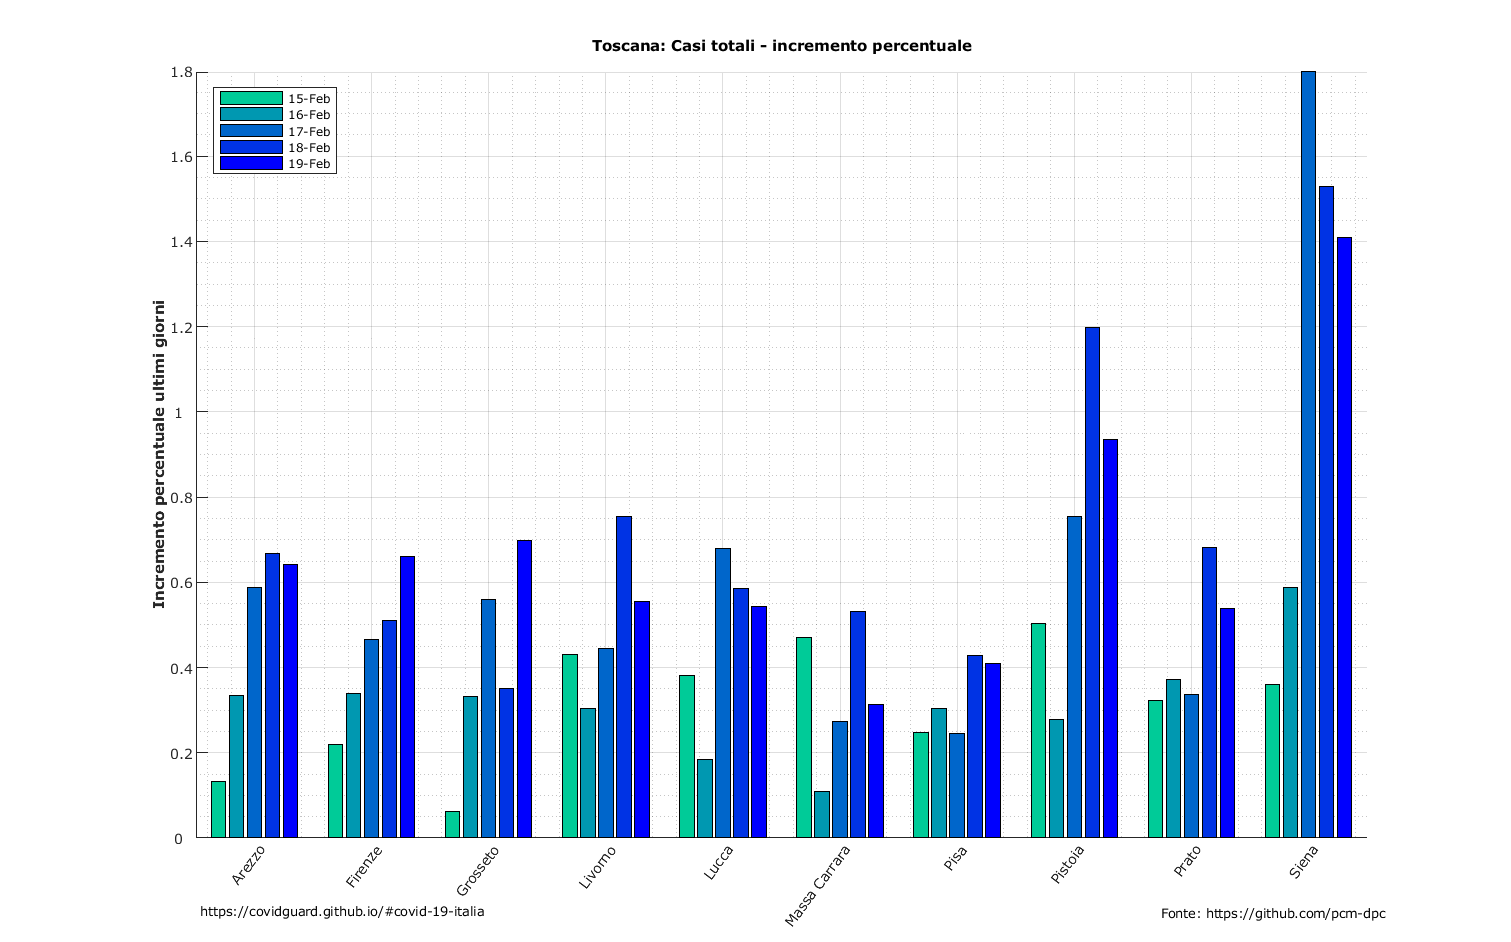 Toscana: Casi totali - incremento percentuale
Incremento percentuale ultimi giorni
1.8
1.6
1.4
1.2
1
0.8
0.6
0.4
0.2
0
15-Feb
16-Feb
17-Feb
18-Feb
19-Feb
Arezzo
Firenze
Grosseto
Livorno
Lucca
Massa Carrara
Pisa
Pistoia
Prato
Siena
https://covidguard.github.io/#covid-19-italia
Fonte: https://github.com/pcm-dpc